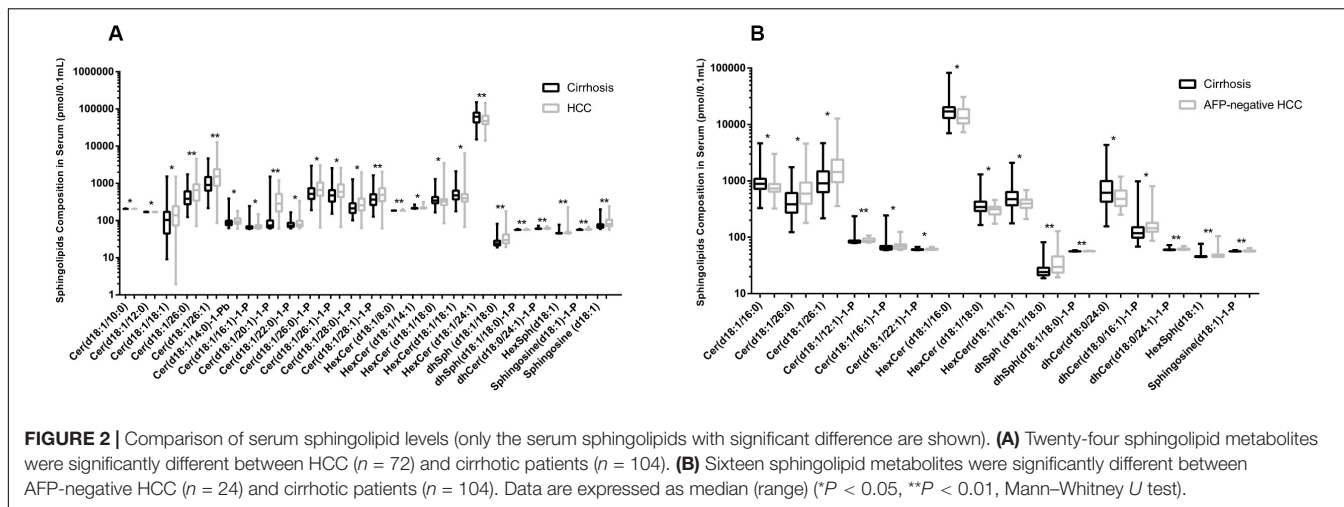 A
Sphingolipids Composition in Serum (pmol/0.1mL)
1000000
100000
10000
1000
100
10
1
Cirrhosis
HCC
* * * ** ** * * ** * * * * ** ** * * * ** ** ** ** * ** **
Cer(d18:1/10:0)
Cer(d18:1/12:0)
Cer(d18:1/18:1)
Cer(d18:1/26:0)
Cer(d18:1/26:1)
Cer(d18:1/14:0)-1-Pb
Cer(d18:1/16:1)-1-P
Cer(d18:1/20:1)-1-P
Cer(d18:1/22:0)-1-P
Cer(d18:1/26:0)-1-P
Cer(d18:1/26:1)-1-P
Cer(d18:1/28:0)-1-P
Cer(d18:1/28:1)-1-P
HexCer (d18:1/8:0)
HexCer (d18:1/14:1)
HexCer (d18:1/18:0)
HexCer(d18:1/18:1)
HexCer (d18:1/24:1)
dhSph (d18:1/18:0)
dhSph(d18:1/18:0)-1-P
dhCer(d18:0/24:1)-1-P
HexSph(d18:1)
Sphingosine(d18:1)-1-P
Sphingosine (d18:1)
B
Sphingolipids Composition in Serum (pmol/0.1mL)
100000
10000
1000
100
10
Cirrhosis
AFP-negative HCC
* * * ** * * * * * ** ** * ** ** ** **
Cer(d18:1/16:0)
Cer(d18:1/26:0)
Cer(d18:1/26:1)
Cer(d18:1/12:1)-1-P
Cer(d18:1/16:1)-1-P
Cer(d18:1/22:1)-1-P
HexCer(d18:1/16:0)
HexCer (d18:1/18:0)
HexCer(d18:1/18:1)
dhSph (d18:1/18:0)
dhSph(d18:1/18:0)-1-P
dhCer(d18:0/24:0)
dhCer(d18:0/16:1)-1-P
dhCer(d18:0/24:1)-1-P
HexSph(d18:1)
Sphingosine(d18:1)-1-P
FIGURE 2 | Comparison of serum sphingolipid levels (only the serum sphingolipids with significant difference are shown). (A) Twenty-four sphingolipid metabolites
were significantly different between HCC (n = 72) and cirrhotic patients (n = 104). (B) Sixteen sphingolipid metabolites were significantly different between
AFP-negative HCC (n = 24) and cirrhotic patients (n = 104). Data are expressed as median (range) (*P < 0.05, **P < 0.01, Mann–Whitney U test).